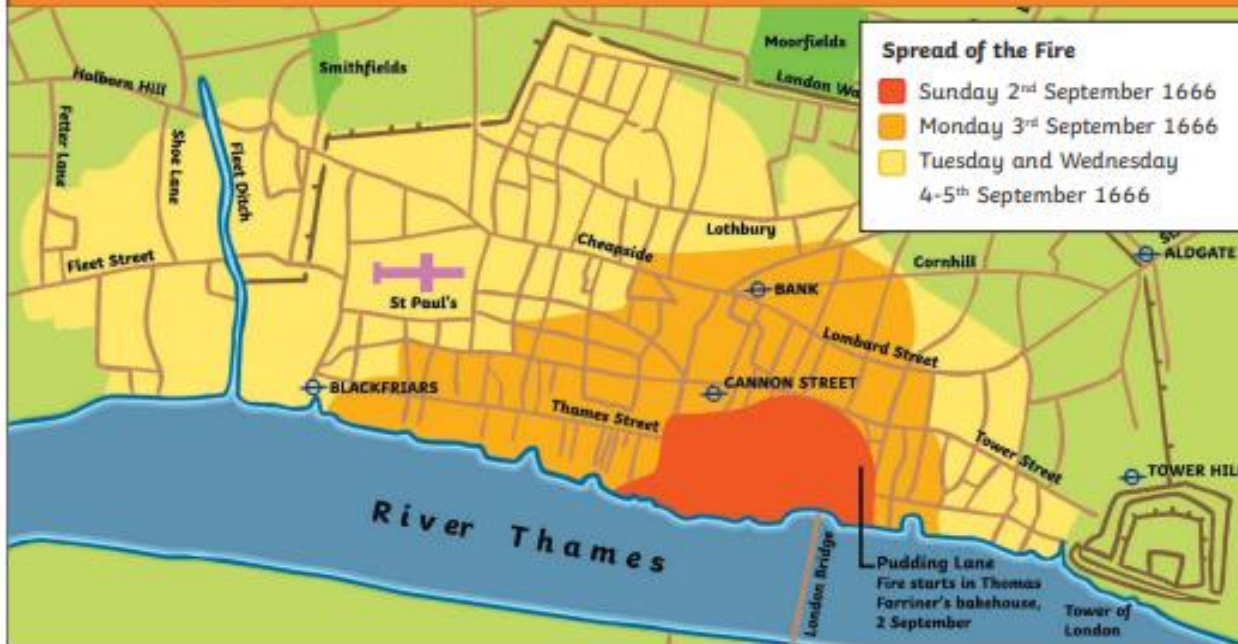 Spread of the Fire
Sunday 2nd September 1666
Monday 3rd September 1666
Tuesday and Wednesday
4-5th September 1666
Moorfields
London Wa
Smithfields
Holborn Hill
Fetter Lane
Shoe Lane
Fleet Ditch
Fleet Street
St Paul's
Cheapside
Lothbury
Cornhill
ALDGATE
BANK
Lombard Street
CANNON STREET
BLACKFRIARS
Thames Street
Tower Street
TOWER HIL
River Thames
London Bridge
Pudding Lane
Fire starts in Thomas
Farriner's bakehouse,
2 September
Tower of
London